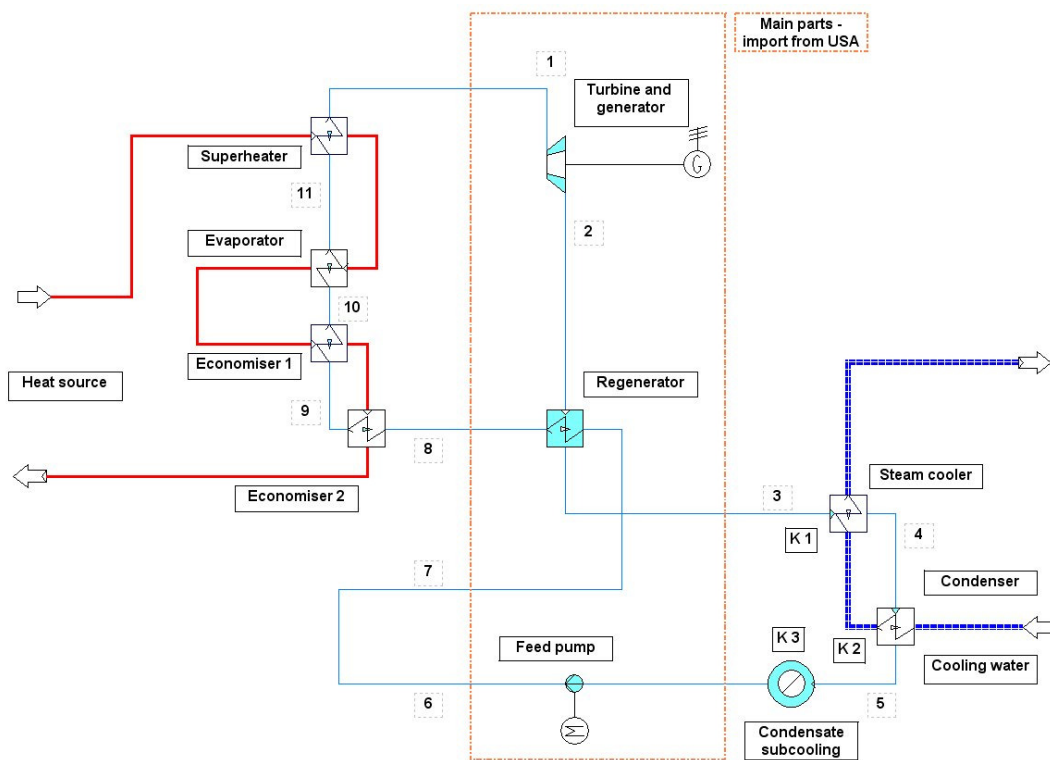 Main parts -
import from USA
1
Turbine and
generator
Superheater
G
11
2
Evaporator
10
Economiser 1
Heat source
Regenerator
9
8
Economiser 2
Steam cooler
3
K 1
4
7
Condenser
Feed pump
K 3
K 2
Cooling water
6
5
M
Condensate
subcooling